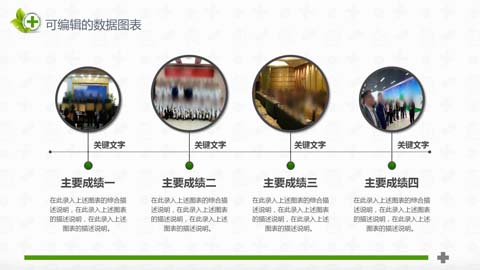 可编辑的数据图表
关键文字 关键文字 关键文字 关键文字
主要成绩一 主要成绩二 主要成绩三 主要成绩四
在此录入上述图表的综合描
述说明，在此录入上述图表
的描述说明，在此录入上述
图表的描述说明。
在此录入上述图表的综合描
述说明，在此录入上述图表
的描述说明，在此录入上述
图表的描述说明。
在此录入上述图表的综合描
述说明，在此录入上述图表
的描述说明，在此录入上述
图表的描述说明。
在此录入上述图表的综合描
述说明，在此录入上述图表
的描述说明，在此录入上述
图表的描述说明。